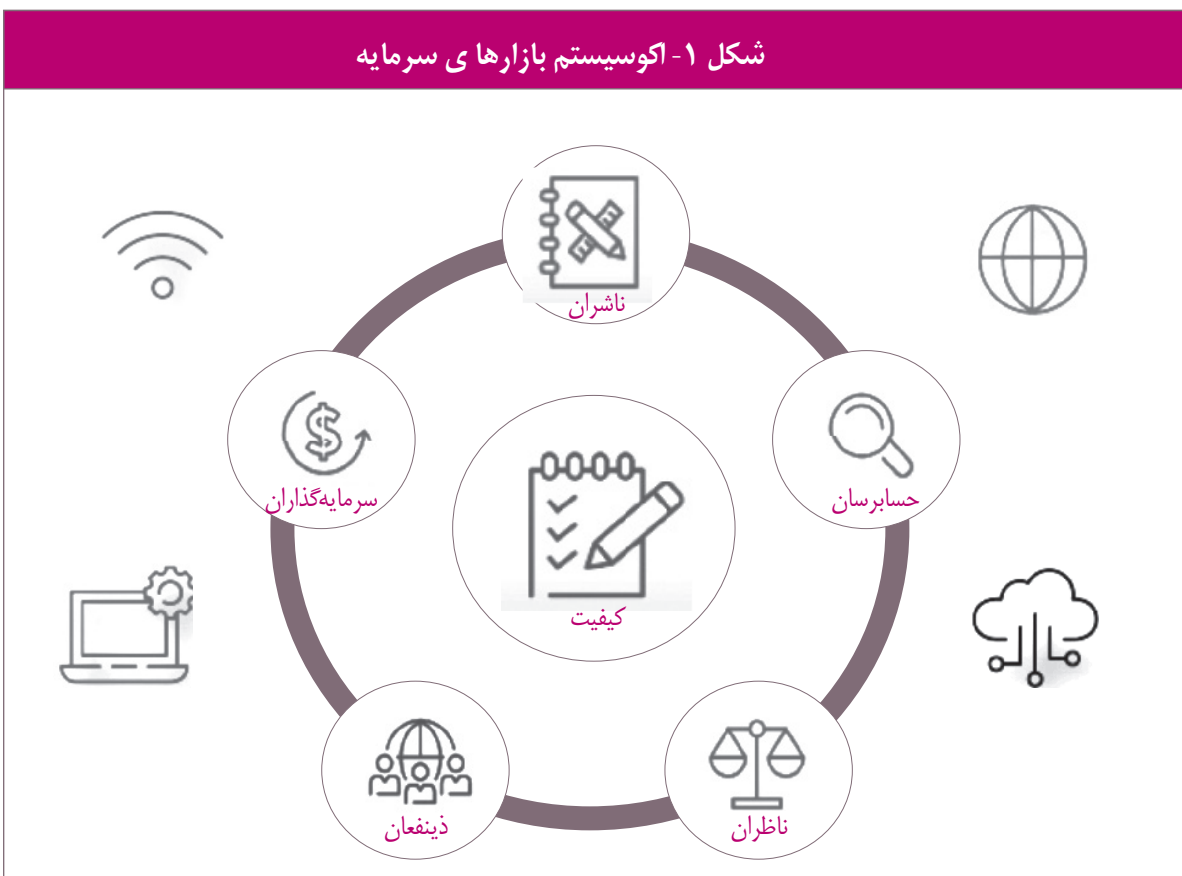 شکل ۱- اکوسیستم بازارها ی سرمایه
ناشران
حسابرسان
سرمایه‌گذاران
کیفیت
ناظران
ذینفعان